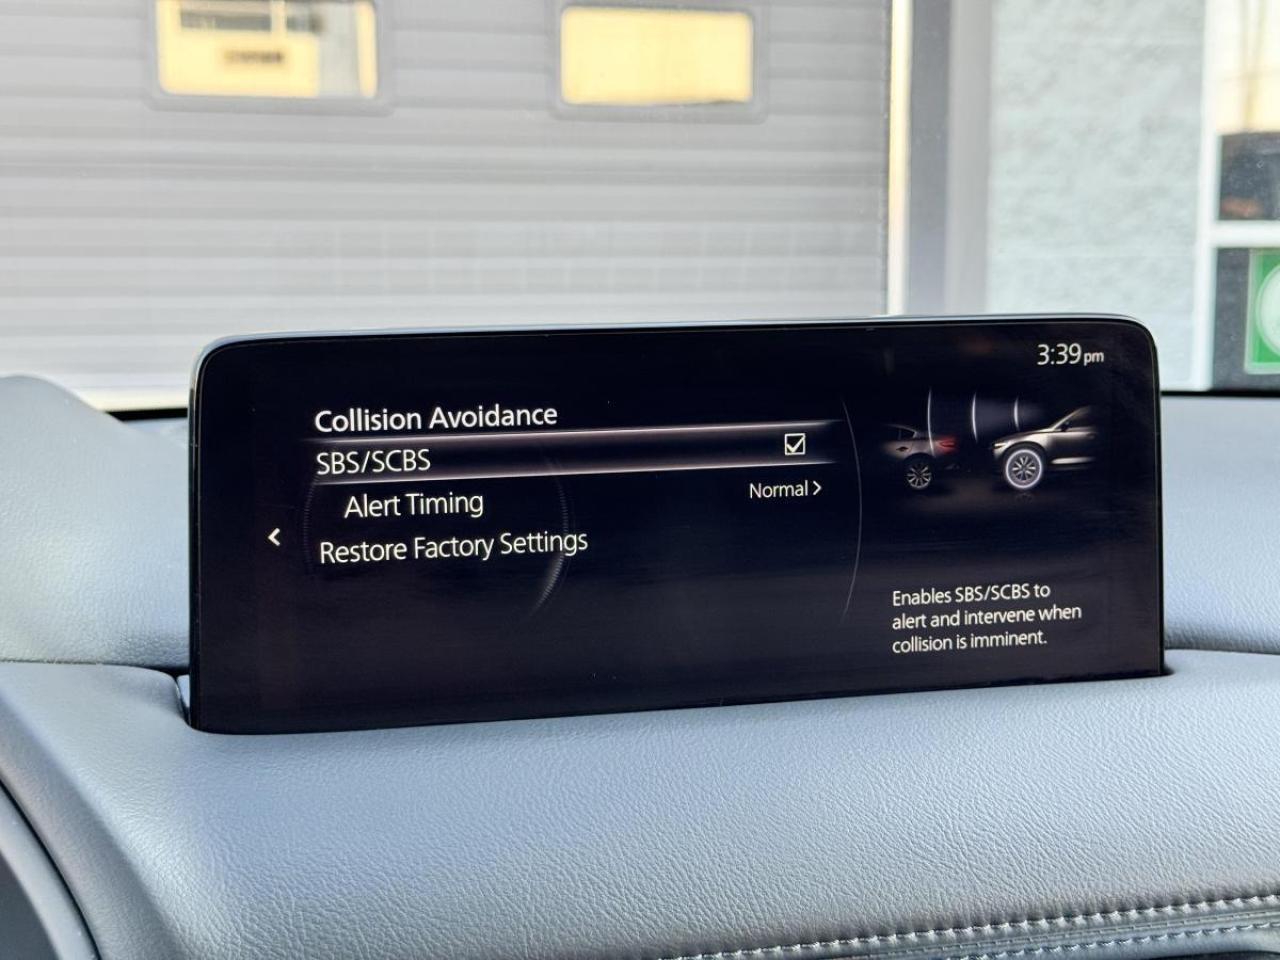 3:39pm
Collision Avoidance
SBS/SCBS
Alert Timing
Normal >
Restore Factory Settings
Enables SBS/SCBS to
alert and intervene when
collision is imminent.